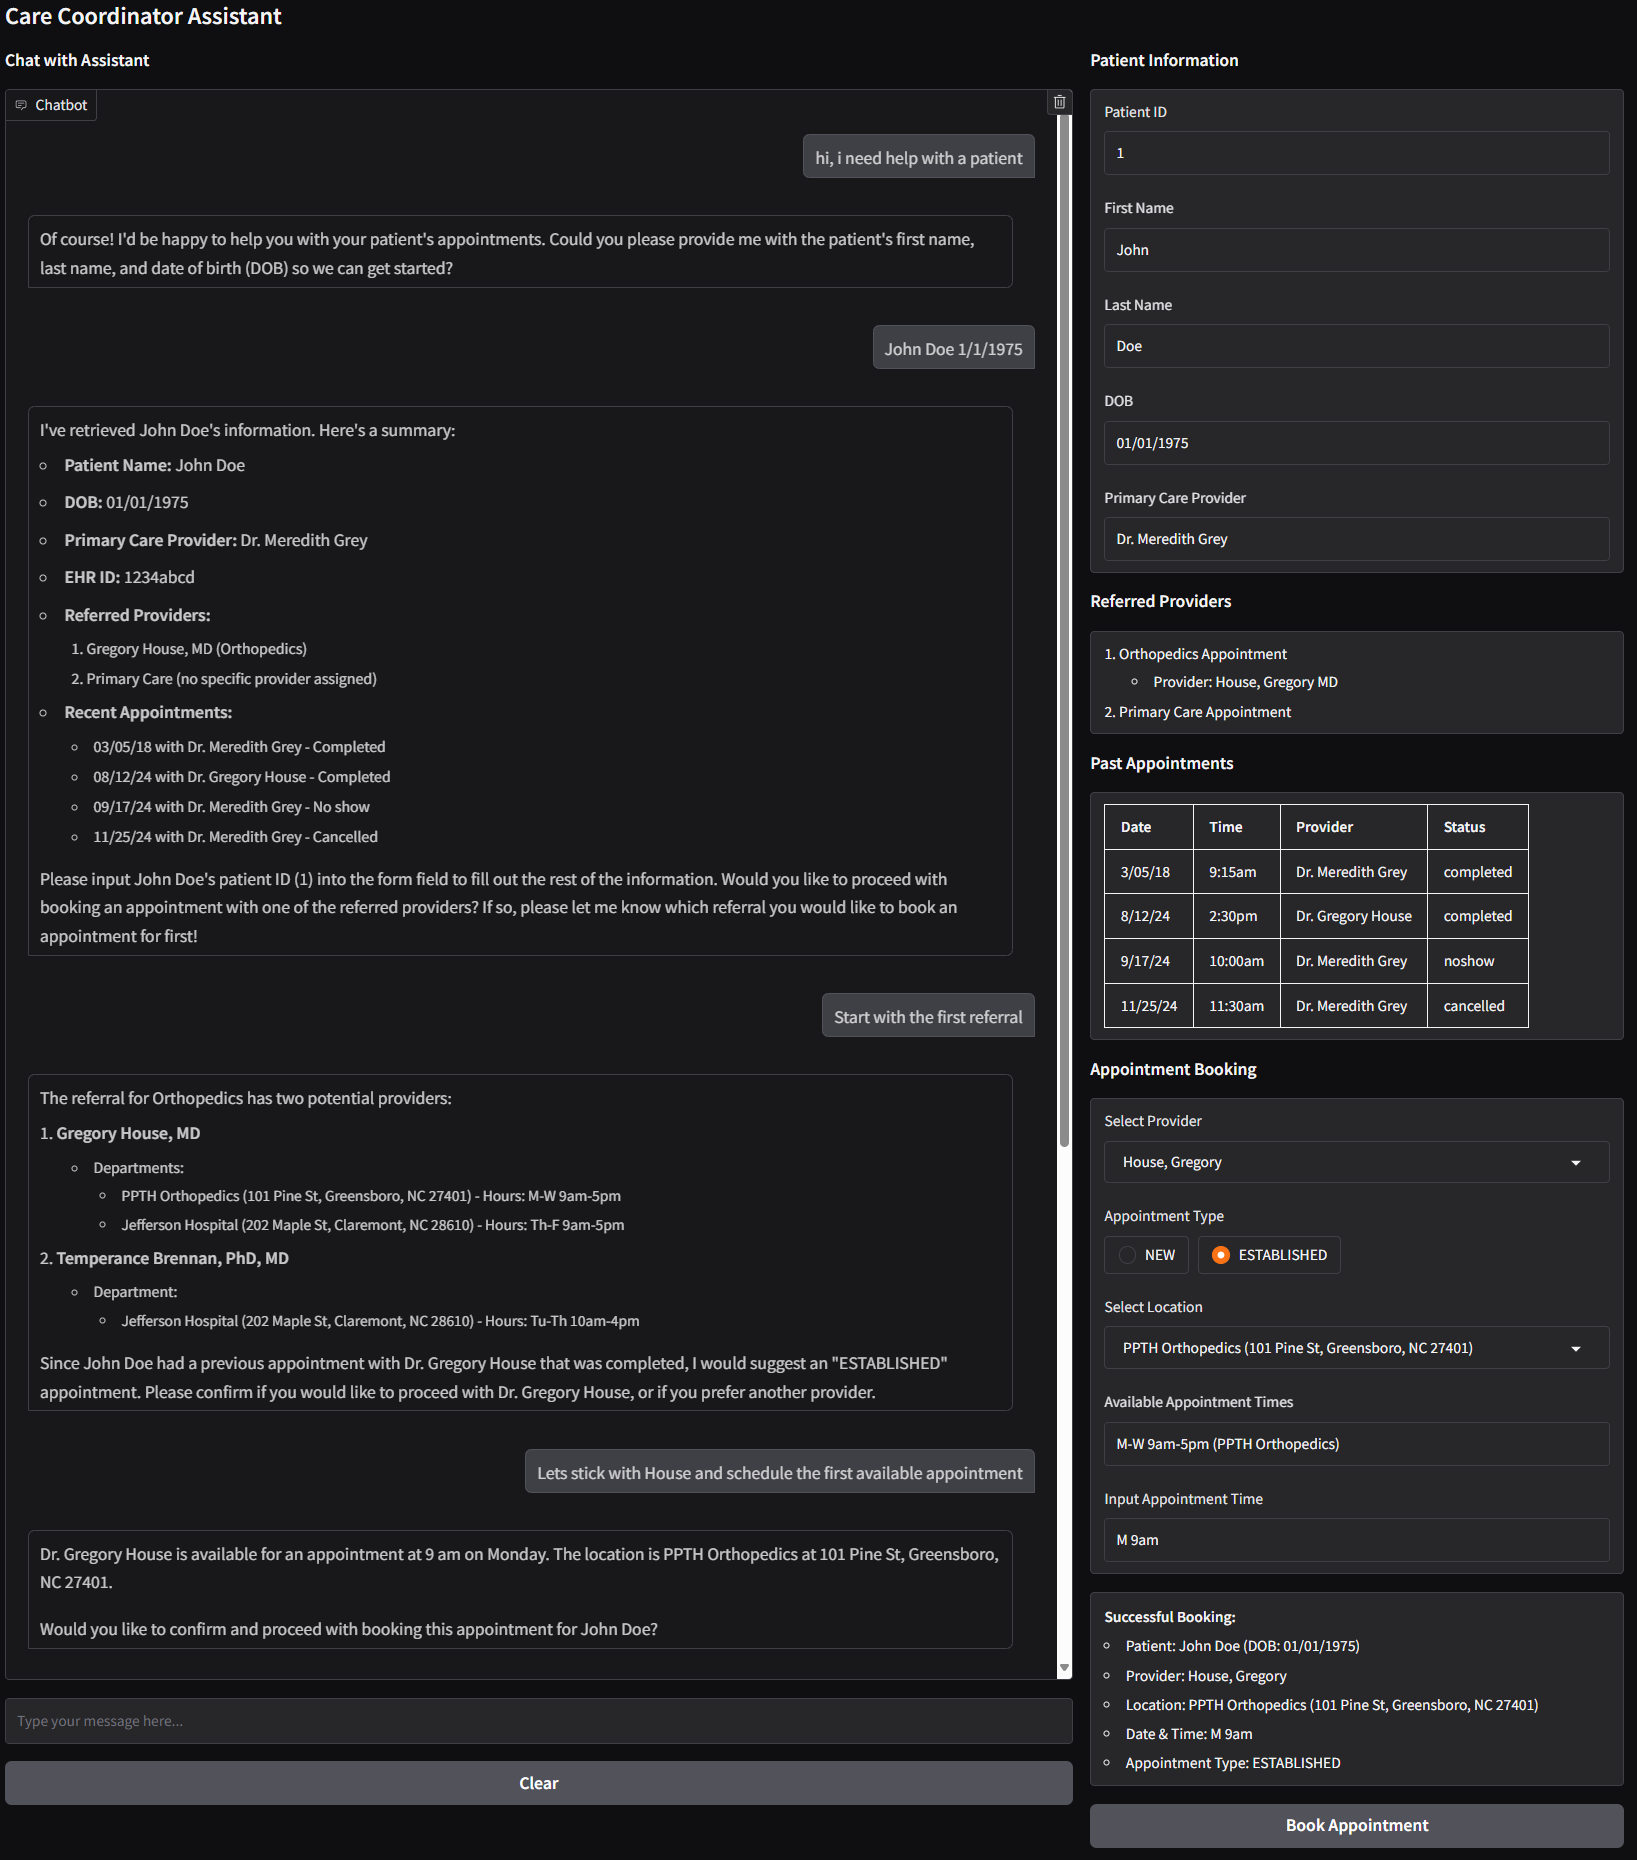 Care Coordinator Assistant
Chat with Assistant
Chatbot
hi, i need help with a patient
Of course! I'd be happy to help you with your patient's appointments. Could you please provide me with the patient's first name,
last name, and date of birth (DOB) so we can get started?
John Doe 1/1/1975
I've retrieved John Doe's information. Here's a summary:
Patient Name: John Doe
DOB: 01/01/1975
Primary Care Provider: Dr. Meredith Grey
EHR ID: 1234abcd
Referred Providers:
1. Gregory House, MD (Orthopedics)
2. Primary Care (no specific provider assigned)
Recent Appointments:
03/05/18 with Dr. Meredith Grey - Completed
08/12/24 with Dr. Gregory House - Completed
09/17/24 with Dr. Meredith Grey - No show
11/25/24 with Dr. Meredith Grey - Cancelled
Please input John Doe's patient ID (1) into the form field to fill out the rest of the information. Would you like to proceed with
booking an appointment with one of the referred providers? If so, please let me know which referral you would like to book an
appointment for first!
Start with the first referral
The referral for Orthopedics has two potential providers:
1. Gregory House, MD
Departments:
PPTH Orthopedics (101 Pine St, Greensboro, NC 27401) - Hours: M-W 9am-5pm
Jefferson Hospital (202 Maple St, Claremont, NC 28610) - Hours: Th-F 9am-5pm
2. Temperance Brennan, PhD, MD
Department:
Jefferson Hospital (202 Maple St, Claremont, NC 28610) - Hours: Tu-Th 10am-4pm
Since John Doe had a previous appointment with Dr. Gregory House that was completed, I would suggest an "ESTABLISHED"
appointment. Please confirm if you would like to proceed with Dr. Gregory House, or if you prefer another provider.
Lets stick with House and schedule the first available appointment
Dr. Gregory House is available for an appointment at 9 am on Monday. The location is PPTH Orthopedics at 101 Pine St, Greensboro,
NC 27401.
Would you like to confirm and proceed with booking this appointment for John Doe?
Type your message here...
Clear
Patient Information
Patient ID
1
First Name
John
Last Name
Doe
DOB
01/01/1975
Primary Care Provider
Dr. Meredith Grey
Referred Providers
1. Orthopedics Appointment
Provider: House, Gregory MD
2. Primary Care Appointment
Past Appointments
Date Time Provider Status
3/05/18 9:15am Dr. Meredith Grey completed
8/12/24 2:30pm Dr. Gregory House completed
9/17/24 10:00am Dr. Meredith Grey noshow
11/25/24 11:30am Dr. Meredith Grey cancelled
Appointment Booking
Select Provider
House, Gregory
Appointment Type
NEW ESTABLISHED
Select Location
PPTH Orthopedics (101 Pine St, Greensboro, NC 27401)
Available Appointment Times
M-W 9am-5pm (PPTH Orthopedics)
Input Appointment Time
M 9am
Successful Booking:
Patient: John Doe (DOB: 01/01/1975)
Provider: House, Gregory
Location: PPTH Orthopedics (101 Pine St, Greensboro, NC 27401)
Date & Time: M 9am
Appointment Type: ESTABLISHED
Book Appointment